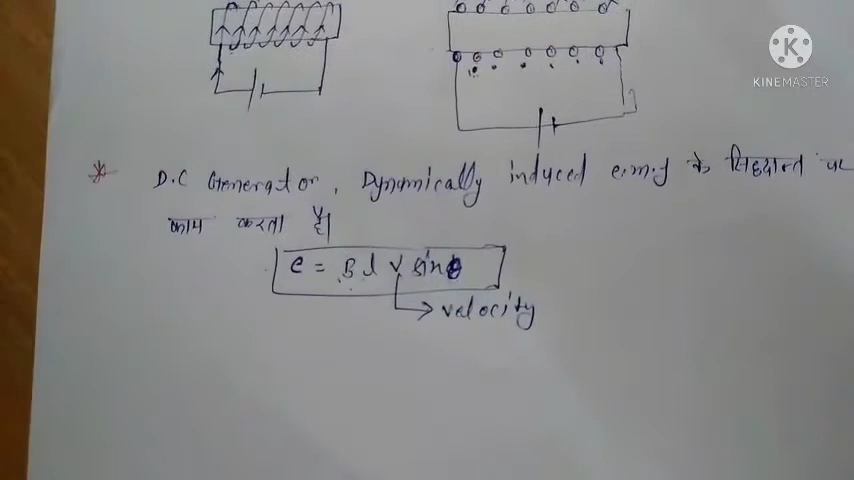 K
KINEMASTER
* D.C Generator, Dynamically induced e.m.f के सिद्धान्त पर
काम करता है।
e = B l v sinθ
velocity